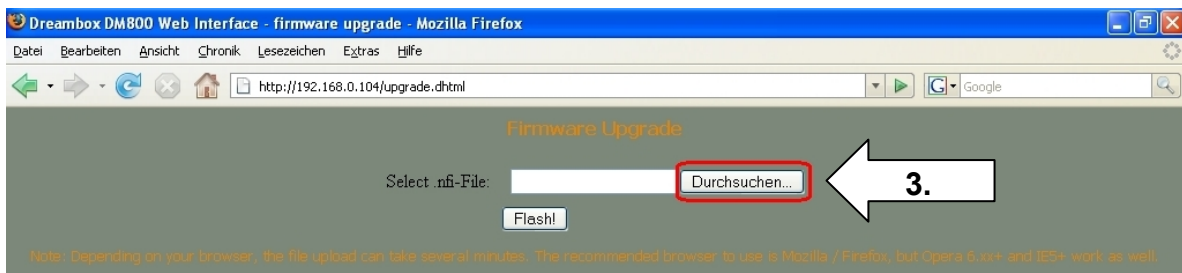 Dreambox DM800 Web Interface - firmware upgrade - Mozilla Firefox
Datei Bearbeiten Ansicht Chronik Lesezeichen Extras Hilfe
http://192.168.0.104/upgrade.dhtml G Google
Firmware Upgrade
Select .nfi-File: Durchsuchen... 3.
Flash!
Note: Depending on your browser, the file upload can take several minutes. The recommended browser to use is Mozilla / Firefox, but Opera 6.xx+ and IE5+ work as well.